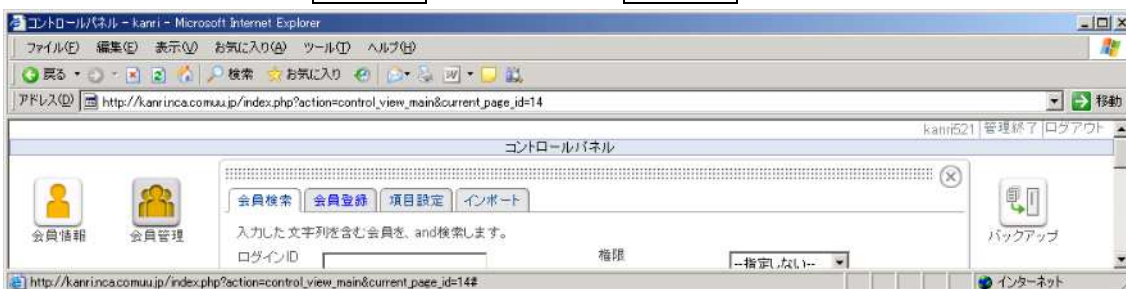 コントロールパネル - kanri - Microsoft Internet Explorer
ファイル(F) 編集(E) 表示(V) お気に入り(A) ツール(T) ヘルプ(H)
戻る 検索 お気に入り
アドレス(D) http://kanri.nca.comuu.jp/index.php?action=control_view_main&current_page_id=14 移動
kanri521 管理終了 ログアウト
コントロールパネル
会員検索 会員登録 項目設定 インポート
会員情報 会員管理 入力した文字列を含む会員を、and検索します。 バックアップ
ログインID 権限 --指定しない--
http://kanri.nca.comuu.jp/index.php?action=control_view_main&current_page_id=14# インターネット